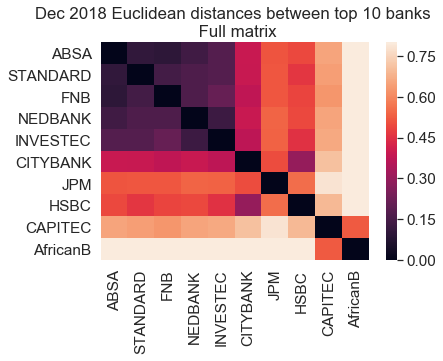 Dec 2018 Euclidean distances between top 10 banks
Full matrix
ABSA
STANDARD
FNB
NEDBANK
INVESTEC
CITYBANK
JPM
HSBC
CAPITEC
AfricanB
0.75
0.60
0.45
0.30
0.15
0.00
ABSA
STANDARD
FNB
NEDBANK
INVESTEC
CITYBANK
JPM
HSBC
CAPITEC
AfricanB